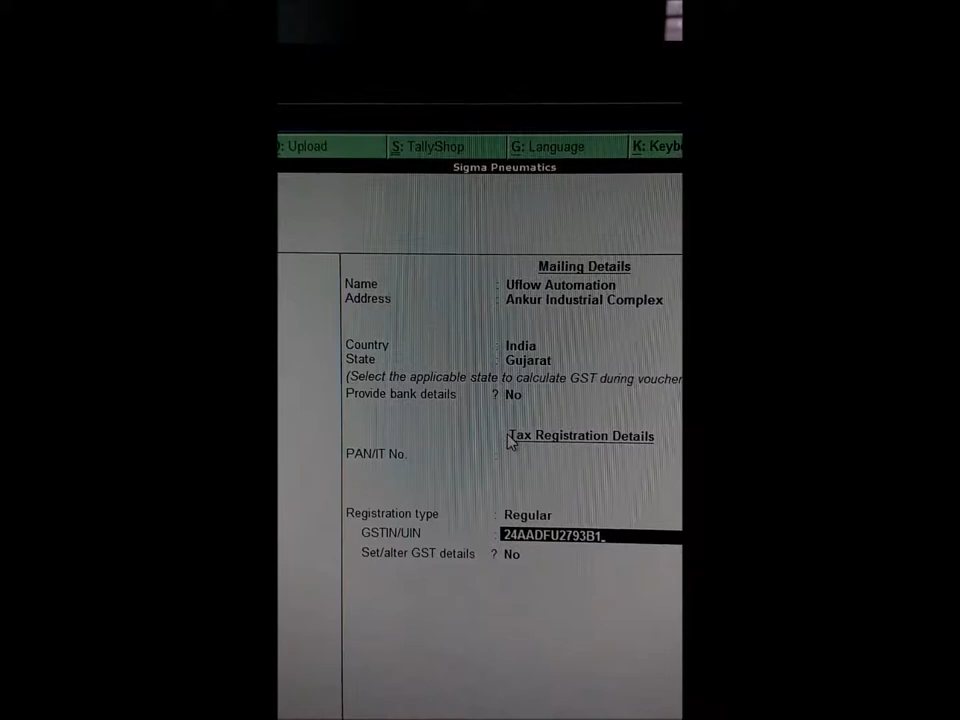 : Upload S: TallyShop G: Language K: Keybo
Sigma Pneumatics
Mailing Details
Name : Uflow Automation
Address : Ankur Industrial Complex
Country : India
State : Gujarat
(Select the applicable state to calculate GST during voucher
Provide bank details ? No
Tax Registration Details
PAN/IT No. :
Registration type : Regular
GSTIN/UIN : 24AADFU2793B1_
Set/alter GST details ? No